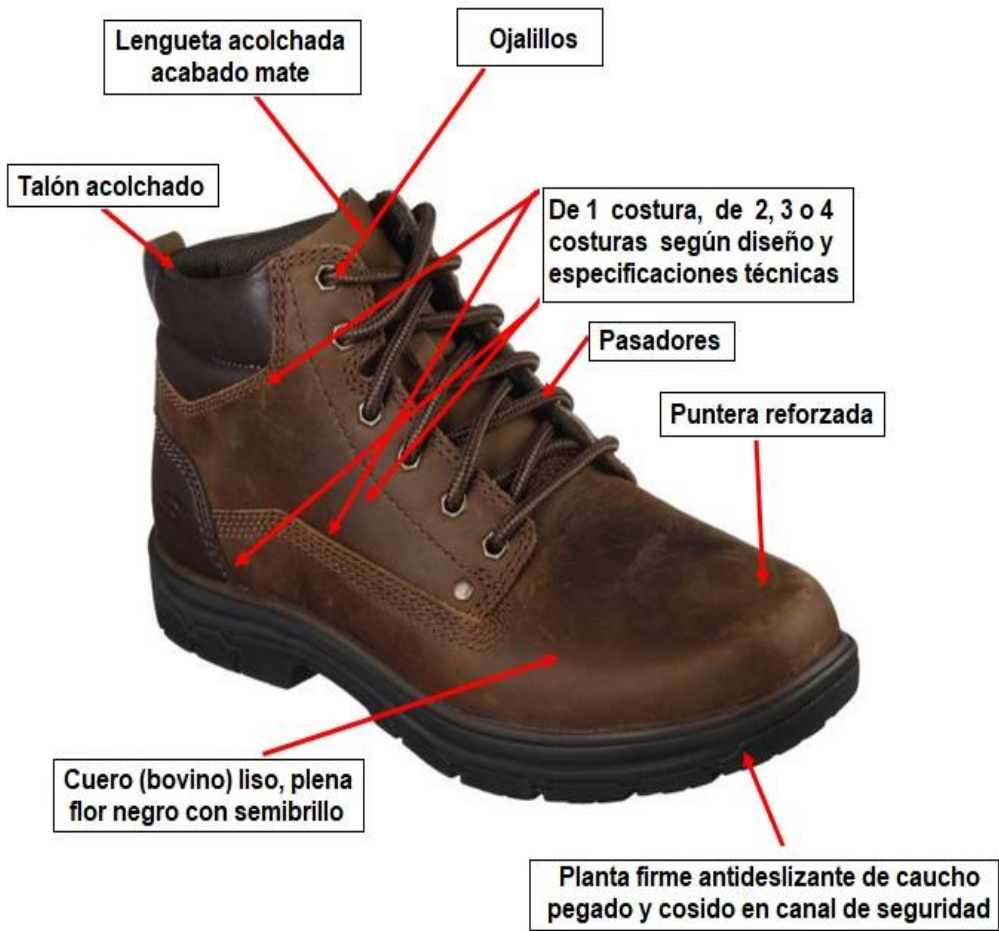 Lengueta acolchada
acabado mate
Ojalillos
Talón acolchado
De 1 costura, de 2, 3 o 4
costuras según diseño y
especificaciones técnicas
Pasadores
Puntera reforzada
Cuero (bovino) liso, plena
flor negro con semibrillo
Planta firme antideslizante de caucho
pegado y cosido en canal de seguridad